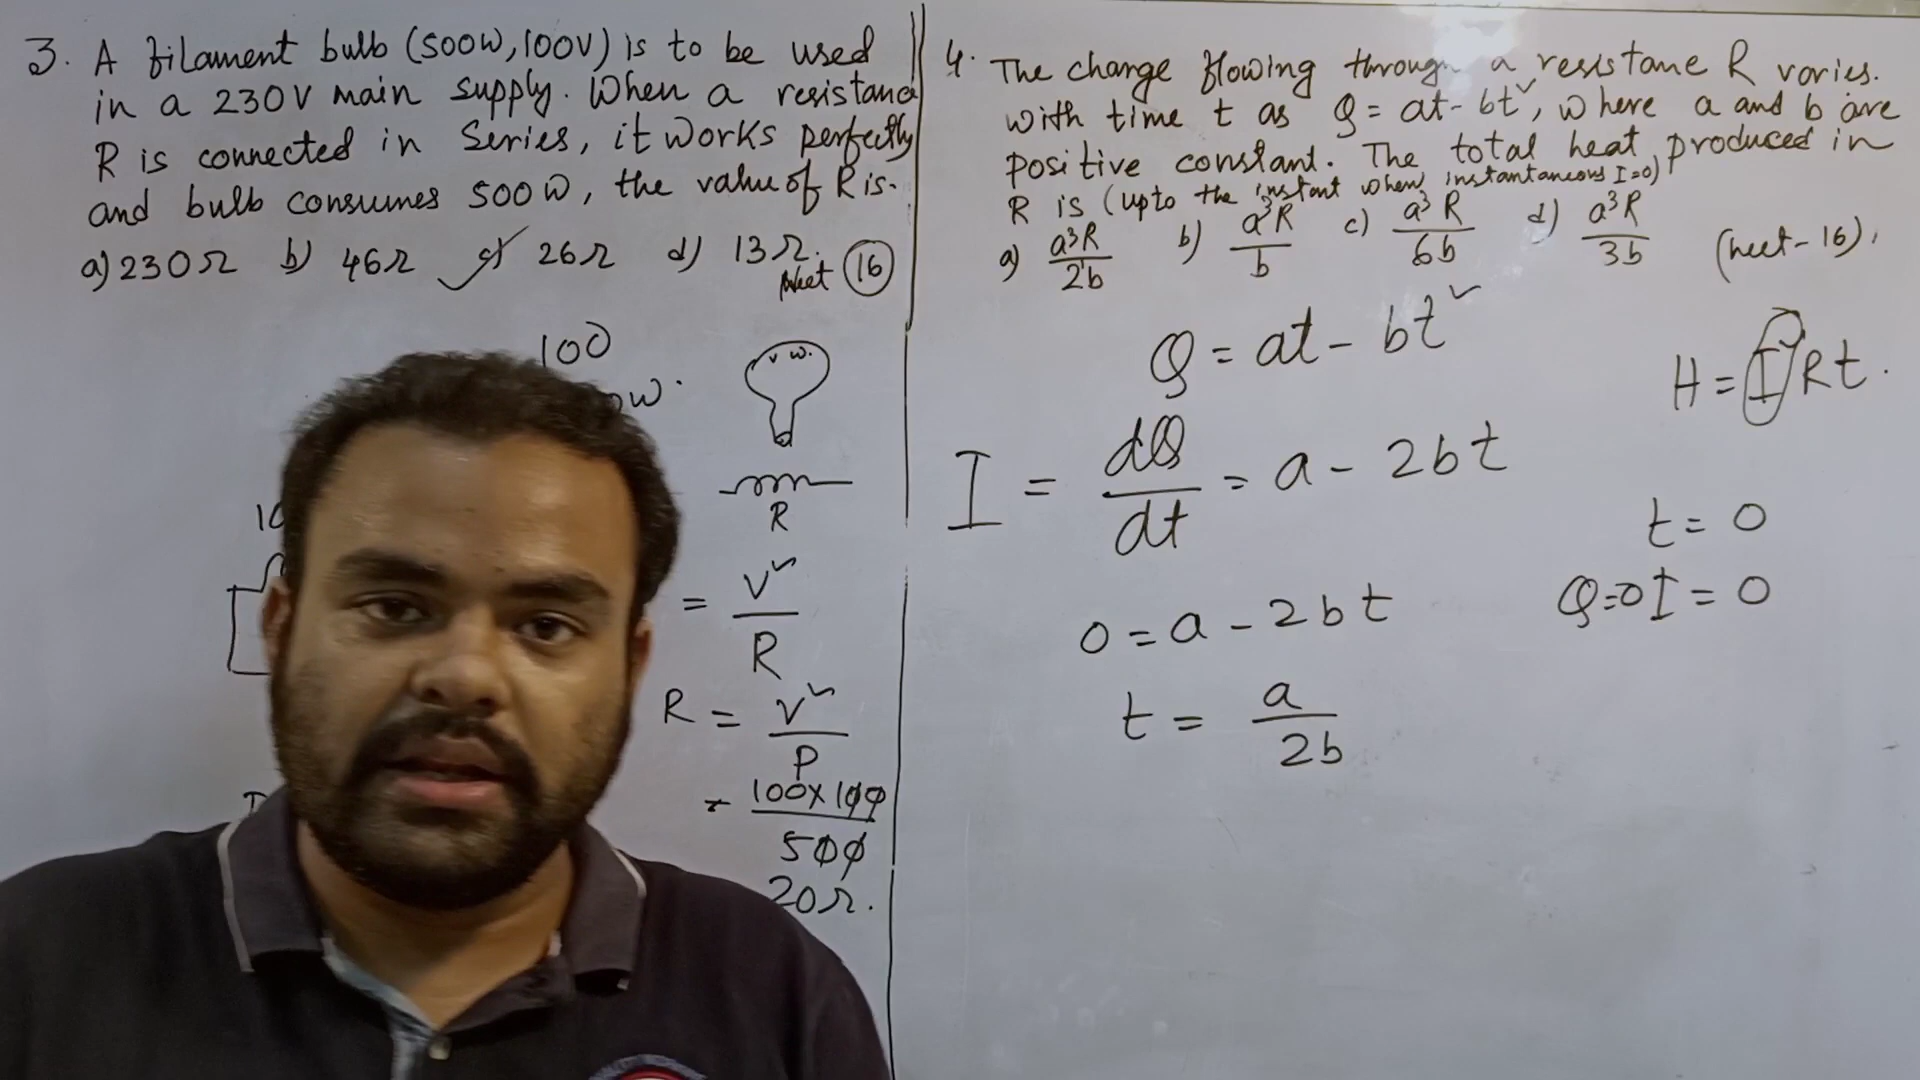 3. A filament bulb (500W, 100V) is to be used
in a 230V main supply. When a resistance
R is connected in Series, it works perfectly
and bulb consumes 500W, the value of R is.
a) 230Ω b) 46Ω c) 26Ω d) 13Ω.
Neet 16
100
w.
v w.
R
10
= V²
R
R = V²
P
= 100×100
500
20Ω.
4. The charge flowing through a resistance R varies.
with time t as Q = at - bt², where a and b are
positive constant. The total heat produced in
R is (upto the instant when instantaneous I=0)
a) a³R/2b b) a³R/b c) a³R/6b d) a³R/3b (neet-16),
Q = at - bt²
H = I²Rt.
I = dQ/dt = a - 2bt
t = 0
Q=0 I = 0
0 = a - 2bt
t = a/2b